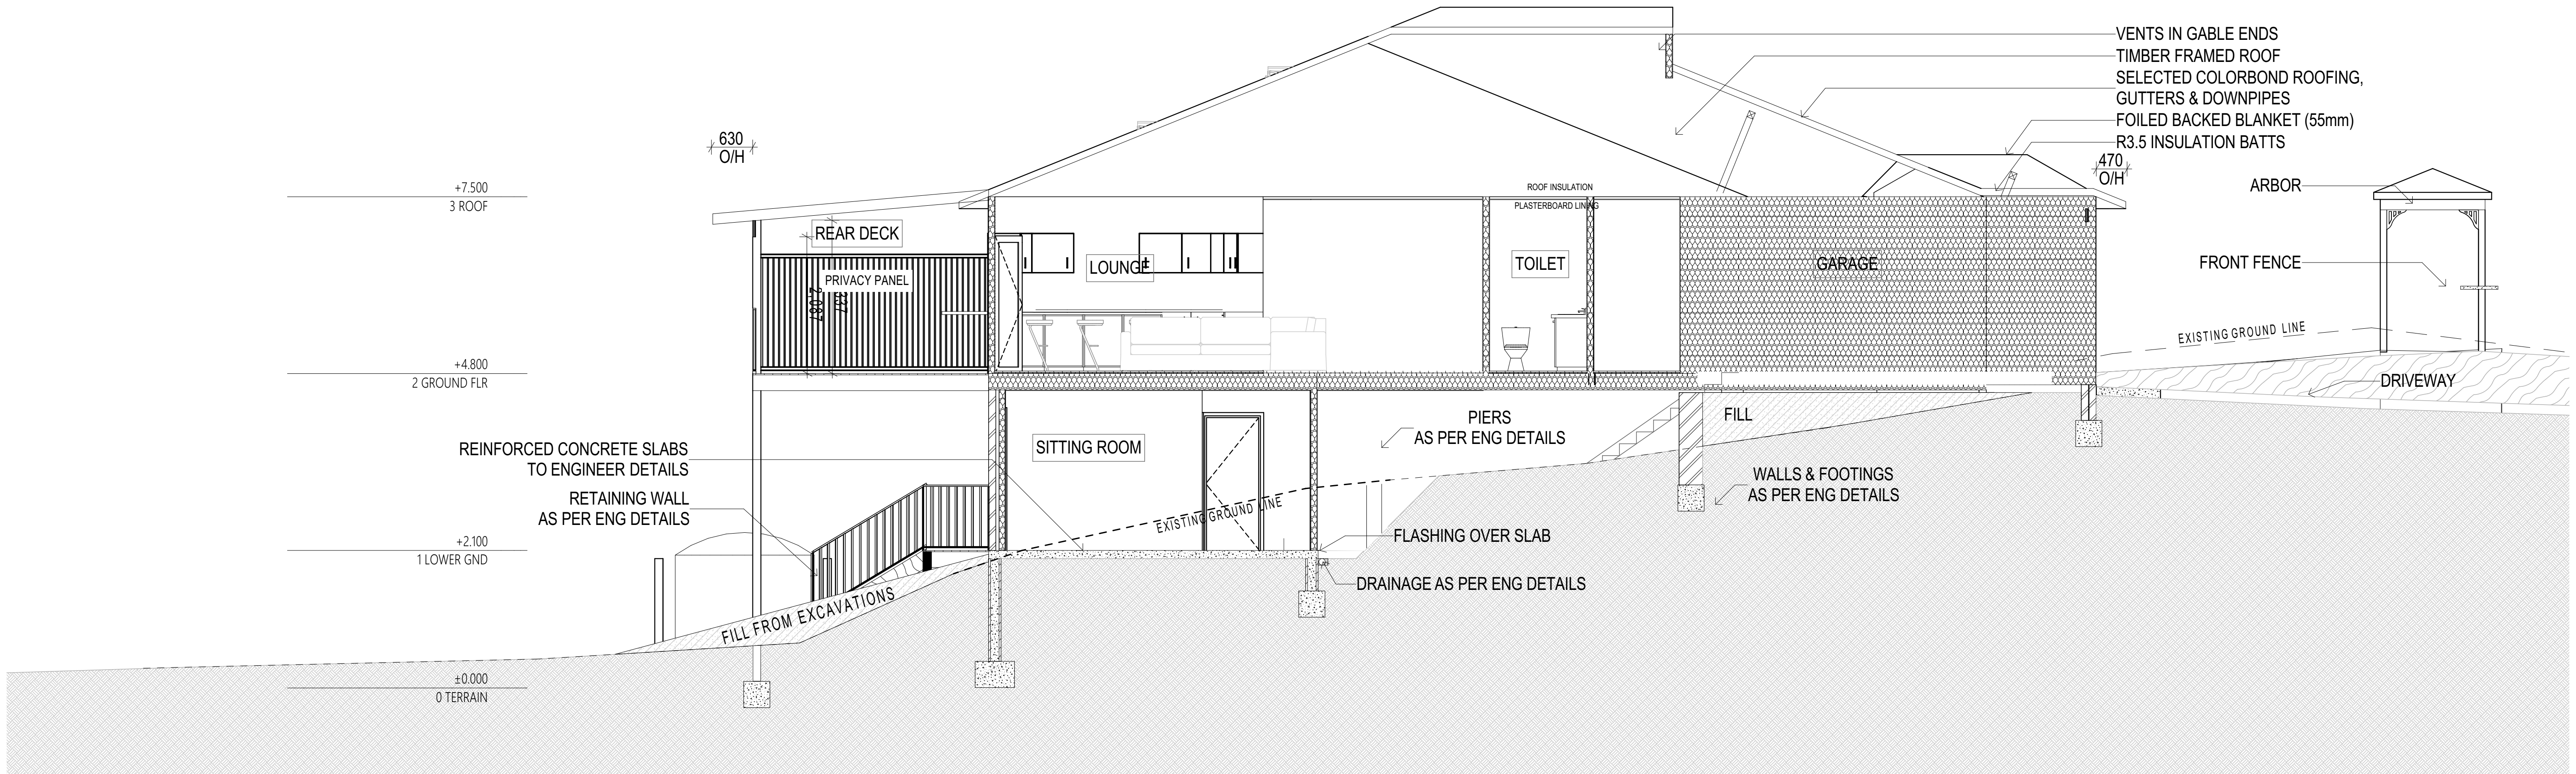 VENTS IN GABLE ENDS
TIMBER FRAMED ROOF
SELECTED COLORBOND ROOFING,
GUTTERS & DOWNPIPES
FOILED BACKED BLANKET (55mm)
R3.5 INSULATION BATTS
630
O/H
470
O/H
+7.500
3 ROOF
ROOF INSULATION
PLASTERBOARD LINING
ARBOR
REAR DECK
PRIVACY PANEL
LOUNGE
TOILET
GARAGE
FRONT FENCE
EXISTING GROUND LINE
+4.800
2 GROUND FLR
DRIVEWAY
PIERS
AS PER ENG DETAILS
FILL
SITTING ROOM
REINFORCED CONCRETE SLABS
TO ENGINEER DETAILS
WALLS & FOOTINGS
AS PER ENG DETAILS
RETAINING WALL
AS PER ENG DETAILS
EXISTING GROUND LINE
FLASHING OVER SLAB
+2.100
1 LOWER GND
DRAINAGE AS PER ENG DETAILS
FILL FROM EXCAVATIONS
±0.000
0 TERRAIN